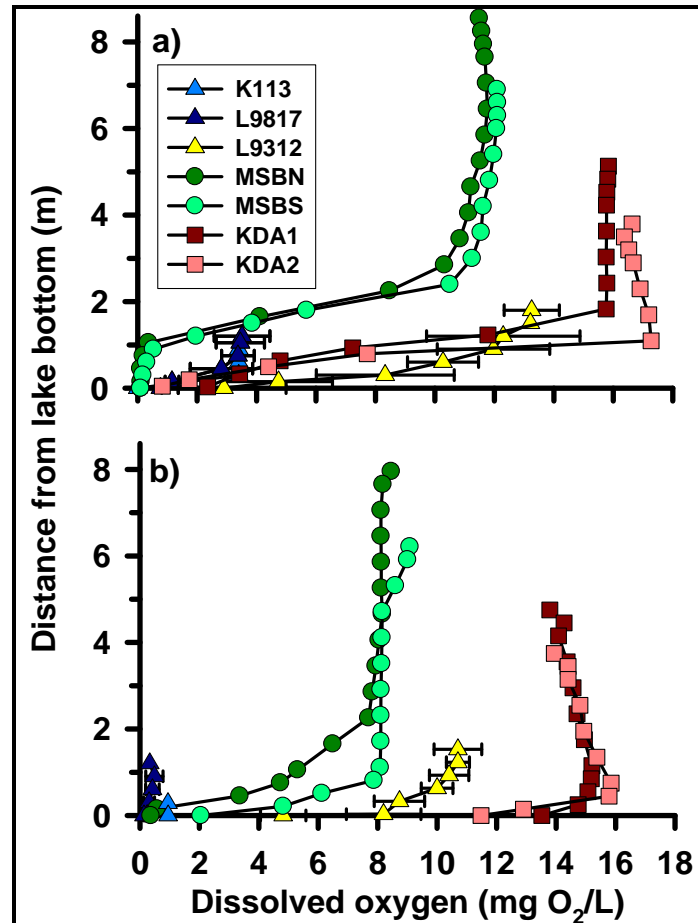 a)
8
6
4
2
0
K113
L9817
L9312
MSBN
MSBS
KDA1
KDA2
Distance from lake bottom (m)
b)
8
6
4
2
0
0 2 4 6 8 10 12 14 16 18
Dissolved oxygen (mg O₂/L)